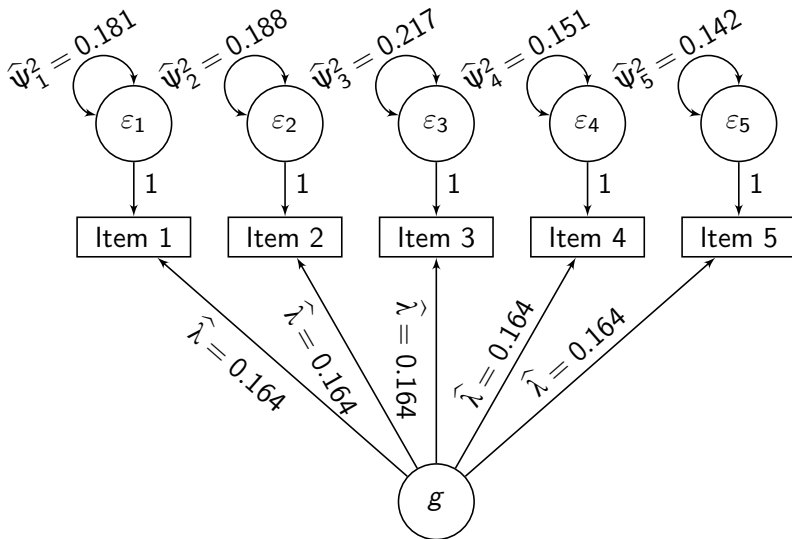 ψ̂²₁ = 0.181
ψ̂²₂ = 0.188
ψ̂²₃ = 0.217
ψ̂²₄ = 0.151
ψ̂²₅ = 0.142
ε₁
ε₂
ε₃
ε₄
ε₅
1
1
1
1
1
Item 1
Item 2
Item 3
Item 4
Item 5
λ̂ = 0.164
λ̂ = 0.164
λ̂ = 0.164
λ̂ = 0.164
λ̂ = 0.164
g